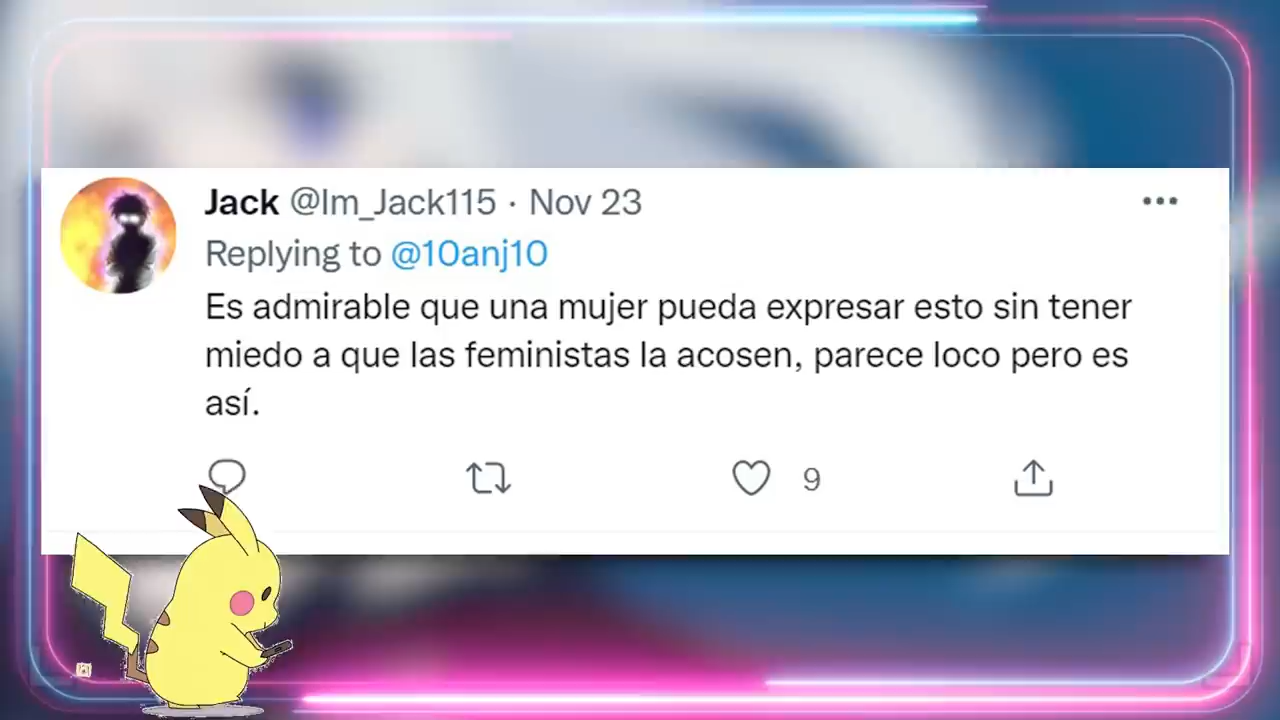 Jack @Im_Jack115 · Nov 23
Replying to @10anj10
Es admirable que una mujer pueda expresar esto sin tener
miedo a que las feministas la acosen, parece loco pero es
así.
9